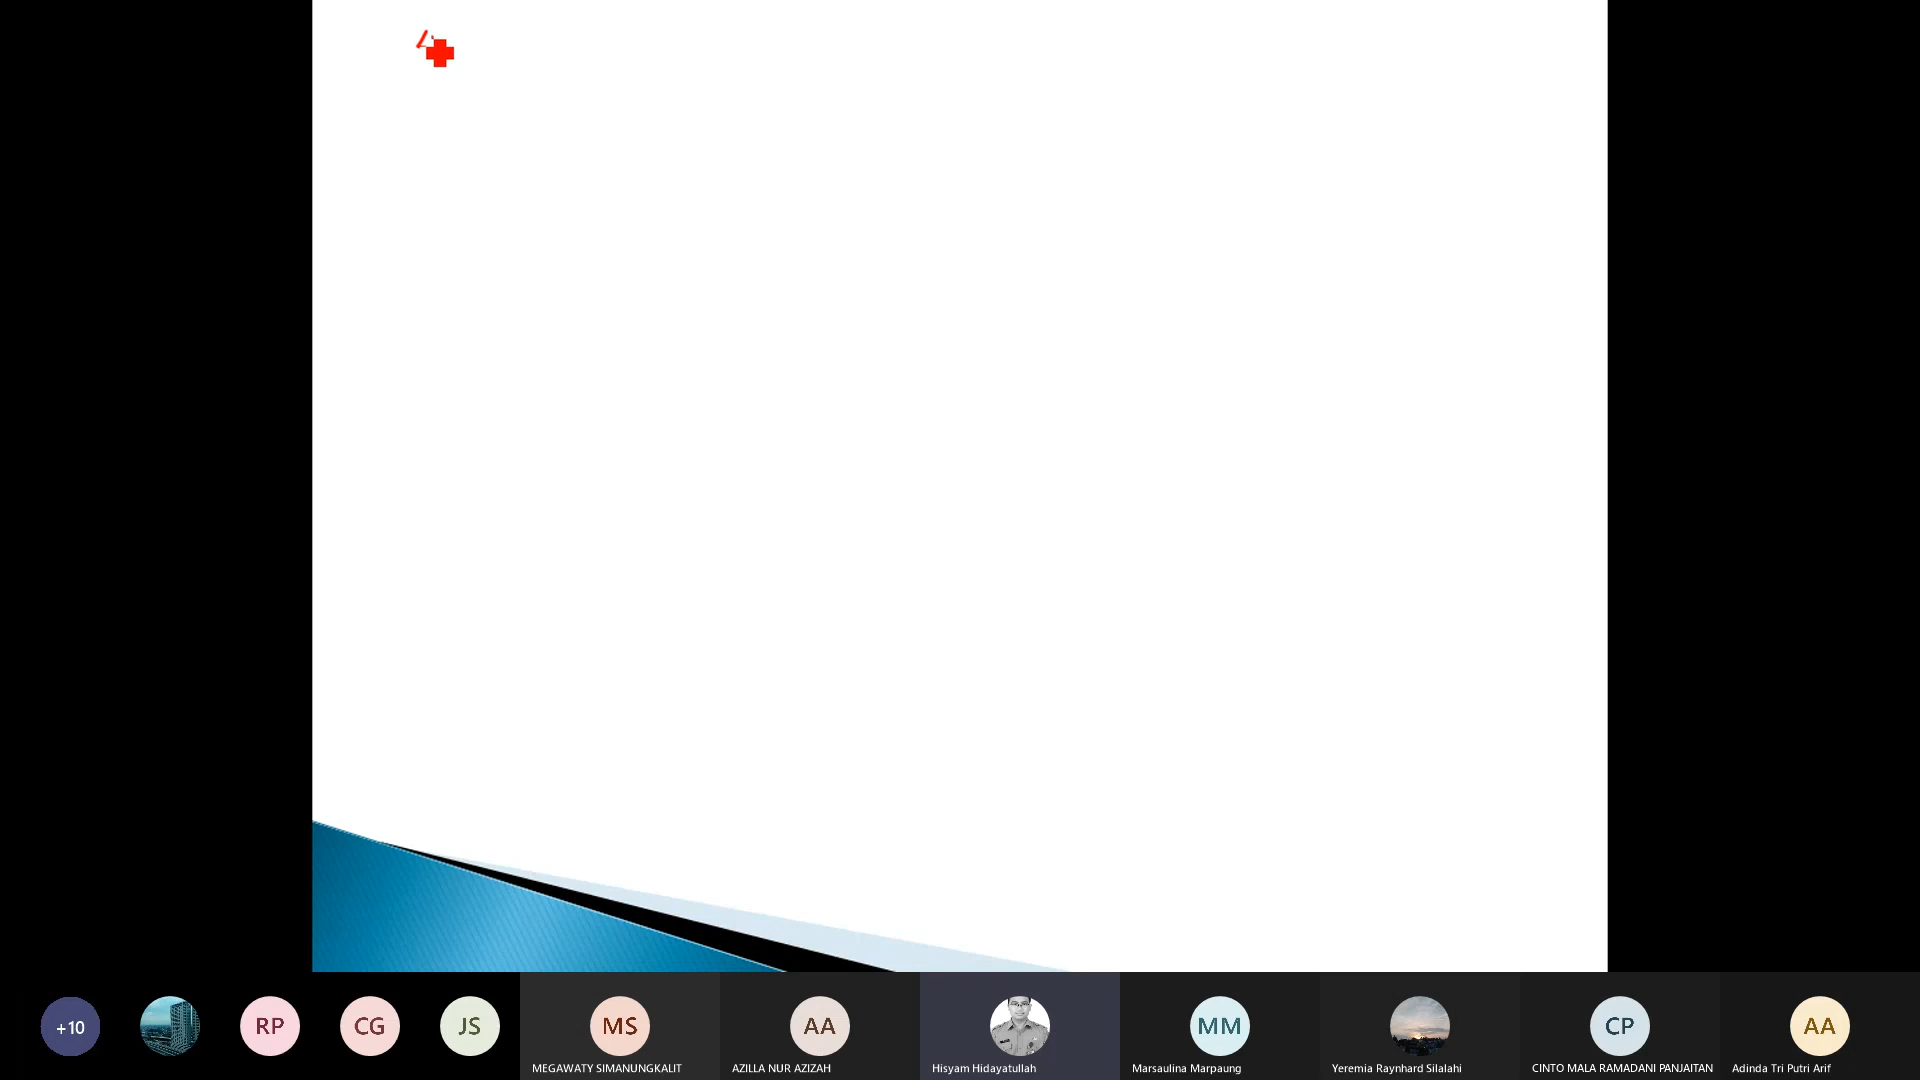 +10
RP
CG
JS
MS
AA
MM
CP
AA
MEGAWATY SIMANUNGKALIT
AZILLA NUR AZIZAH
Hisyam Hidayatullah
Marsaulina Marpaung
Yeremia Raynhard Silalahi
CINTO MALA RAMADANI PANJAITAN
Adinda Tri Putri Arif